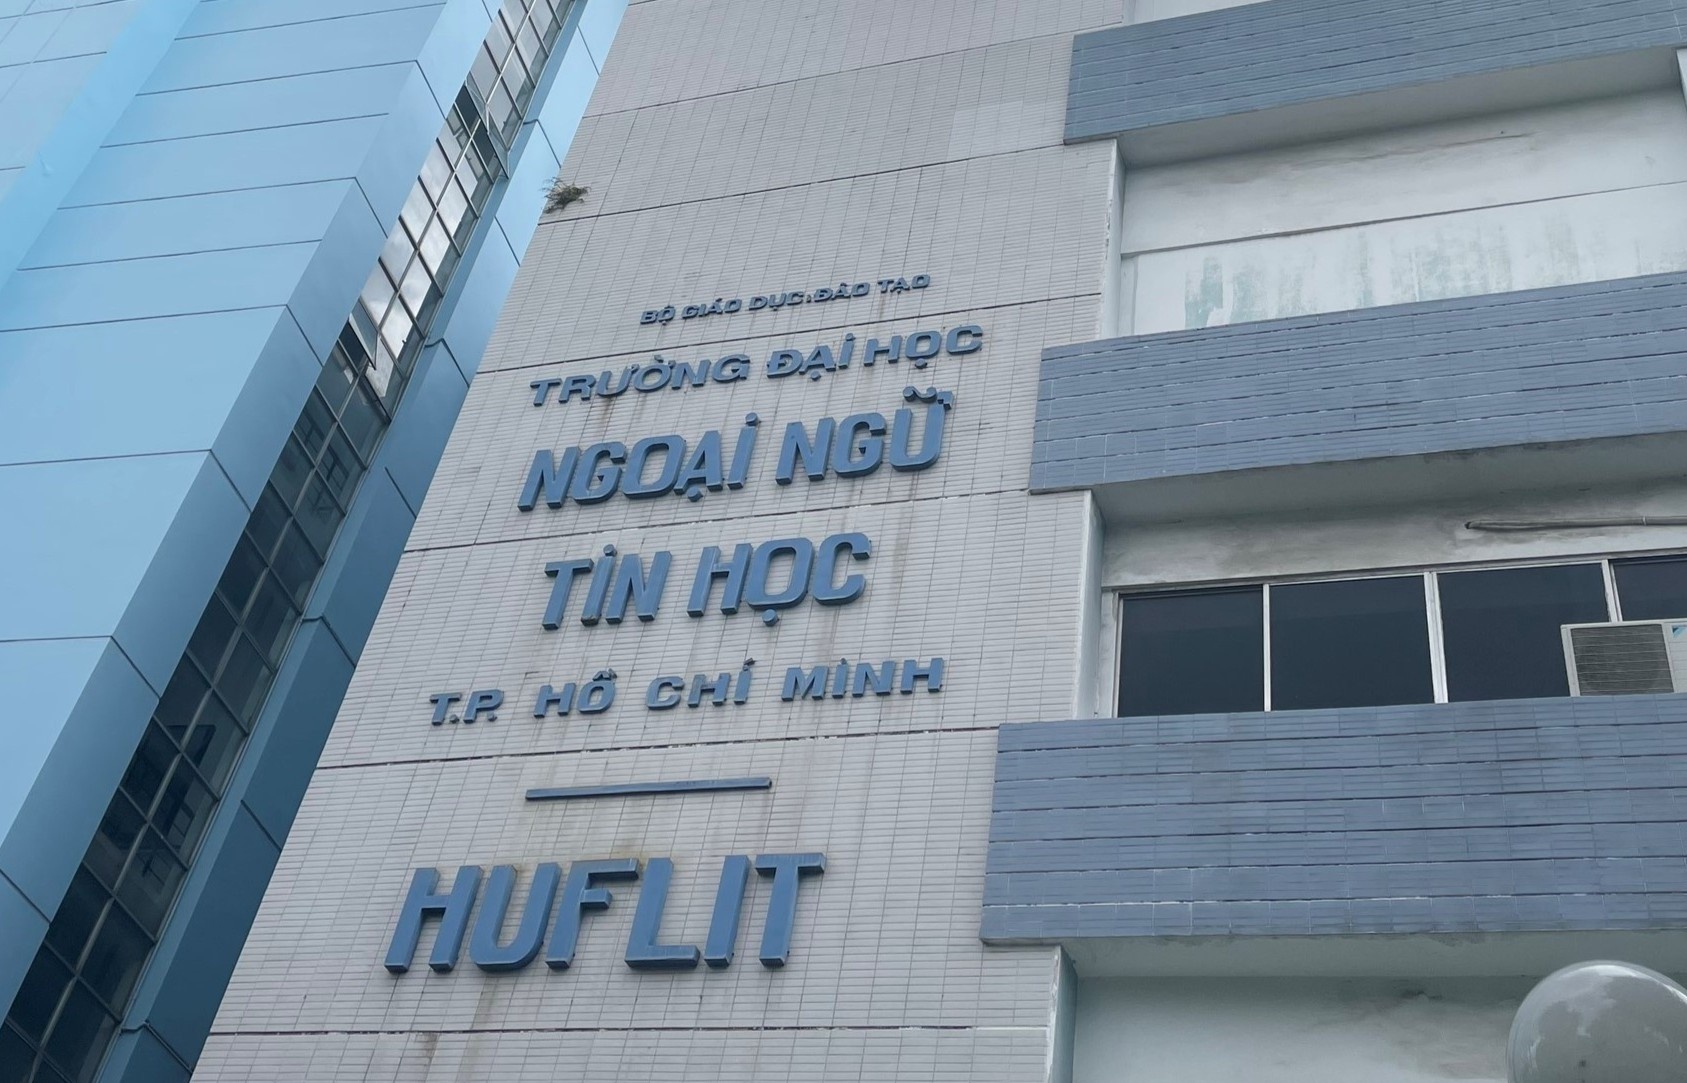 BỘ GIÁO DỤC.ĐÀO TẠO
TRƯỜNG ĐẠI HỌC
NGOẠI NGỮ
TIN HỌC
T.P. HỒ CHÍ MINH
HUFLIT